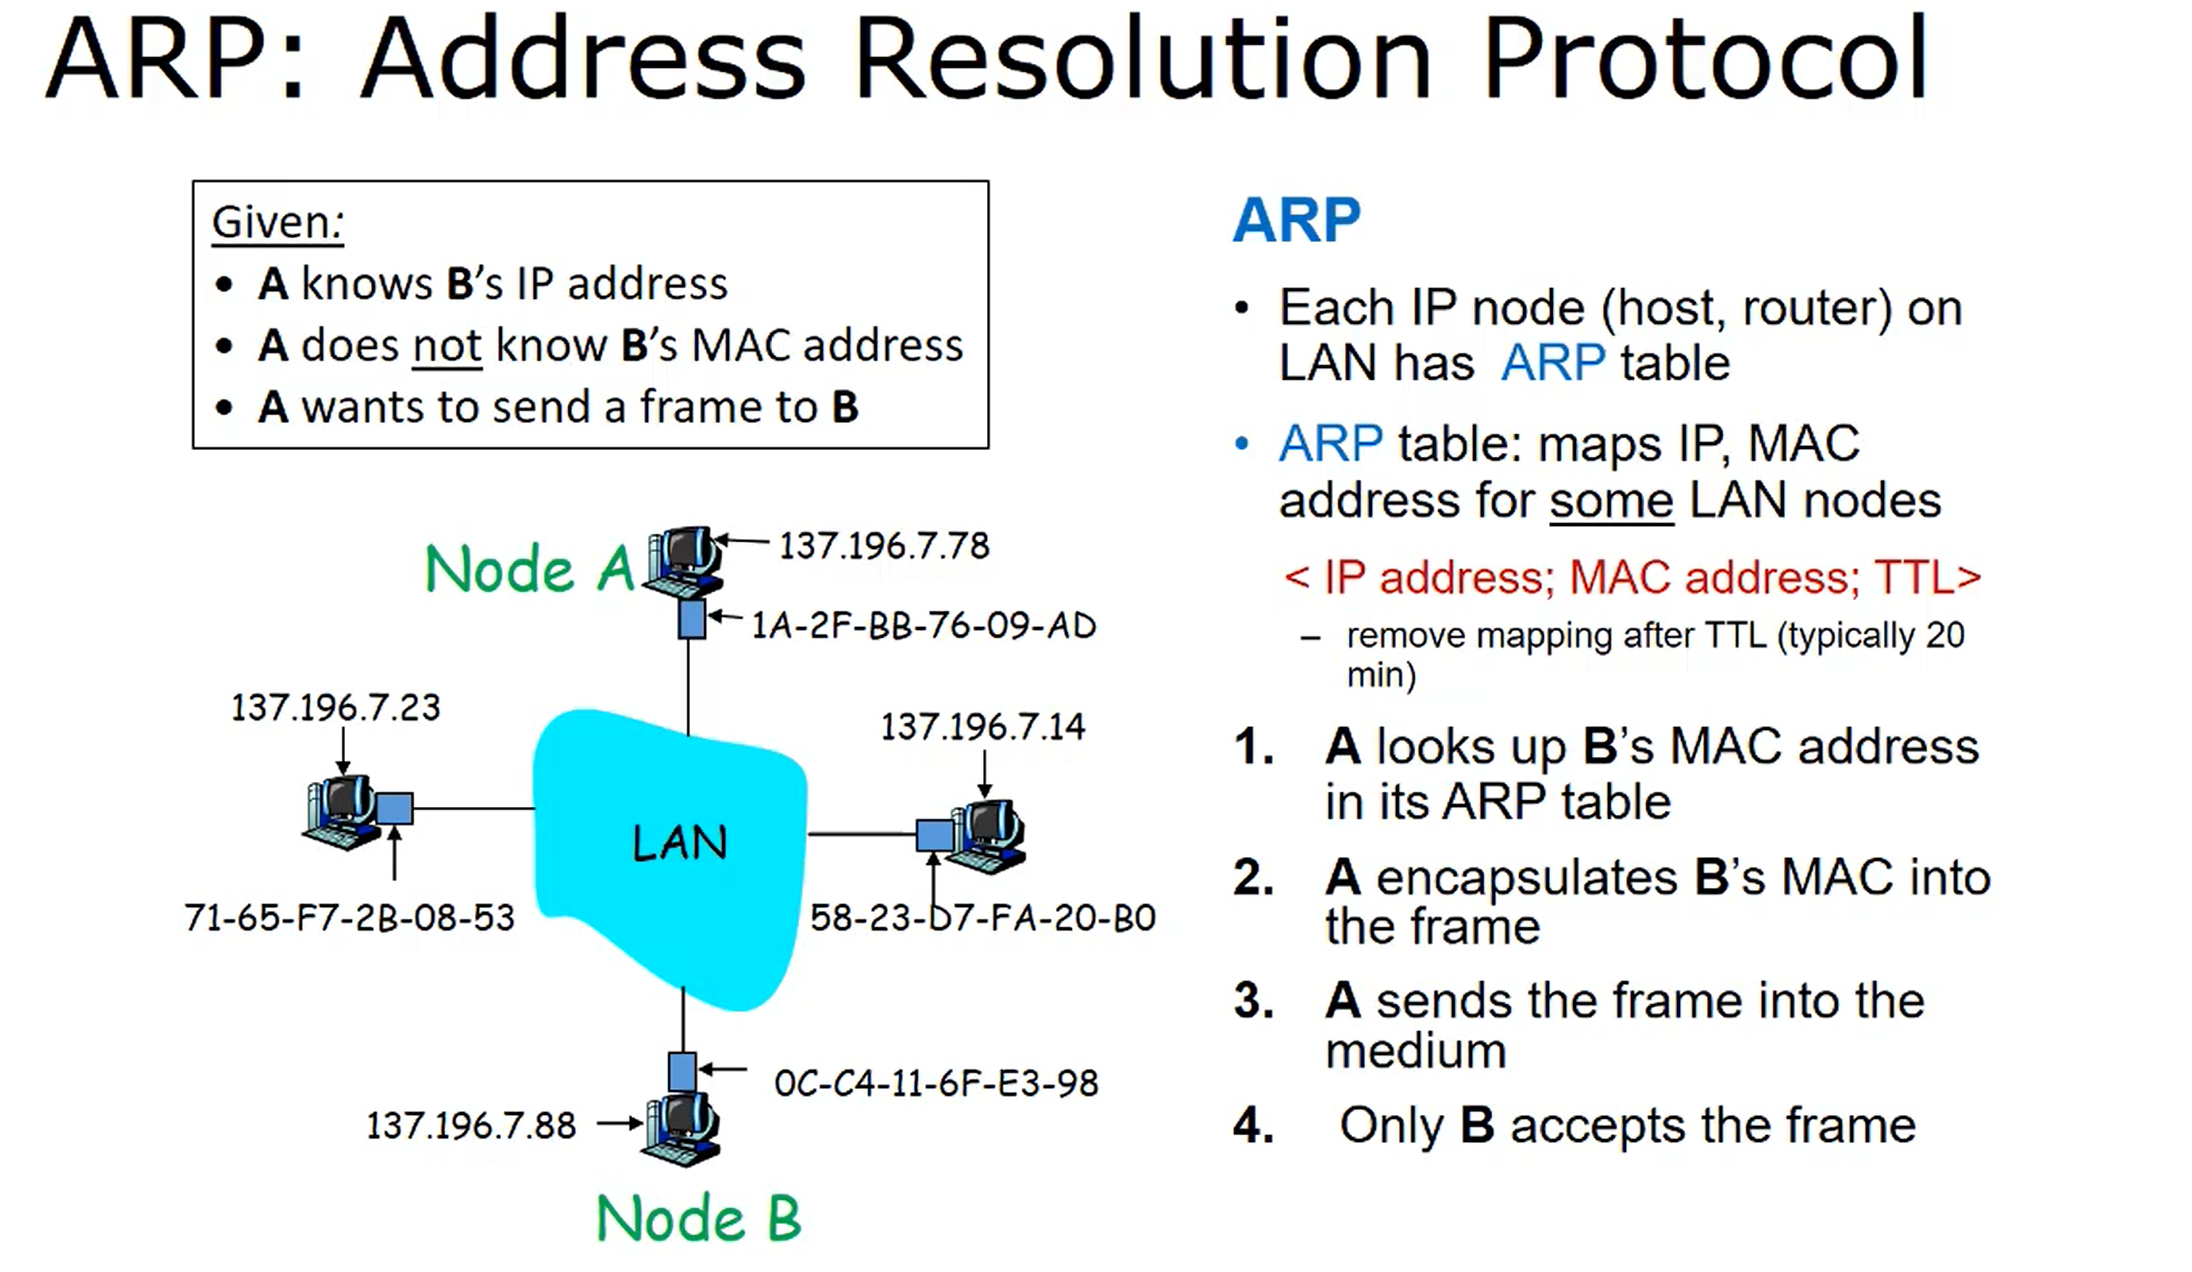 ARP: Address Resolution Protocol
Given:
• A knows B’s IP address
• A does not know B’s MAC address
• A wants to send a frame to B
Node A
137.196.7.78
1A-2F-BB-76-09-AD
137.196.7.23
137.196.7.14
LAN
71-65-F7-2B-08-53
58-23-D7-FA-20-B0
0C-C4-11-6F-E3-98
137.196.7.88
Node B
ARP
• Each IP node (host, router) on
LAN has ARP table
• ARP table: maps IP, MAC
address for some LAN nodes
< IP address; MAC address; TTL>
– remove mapping after TTL (typically 20
min)
1. A looks up B’s MAC address
in its ARP table
2. A encapsulates B’s MAC into
the frame
3. A sends the frame into the
medium
4. Only B accepts the frame